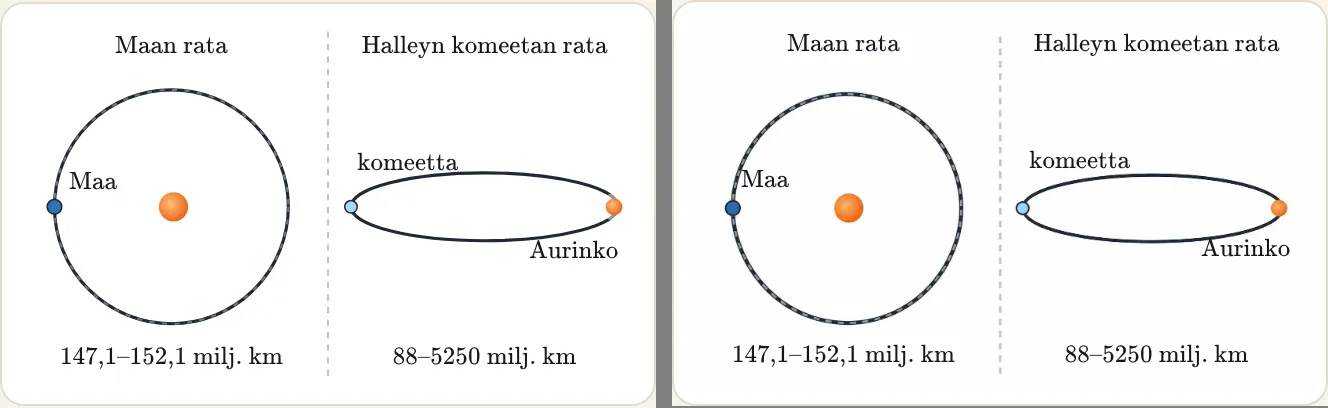 Maan rata
Halleyn komeetan rata
komeetta
Maa
Aurinko
147,1–152,1 milj. km
88–5250 milj. km
Maan rata
Halleyn komeetan rata
komeetta
Maa
Aurinko
147,1–152,1 milj. km
88–5250 milj. km